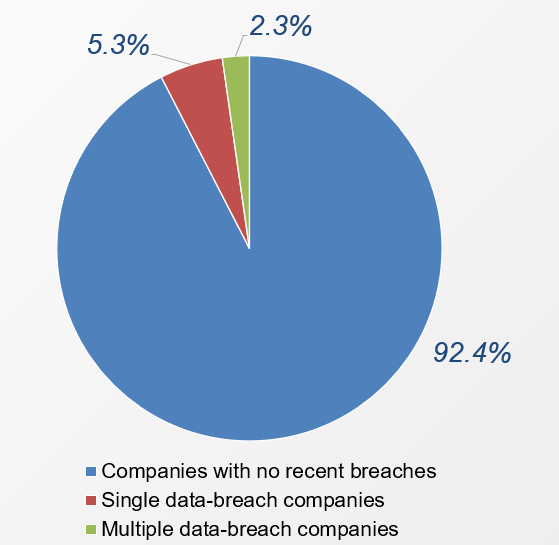 5.3%
2.3%
92.4%
Companies with no recent breaches
Single data-breach companies
Multiple data-breach companies